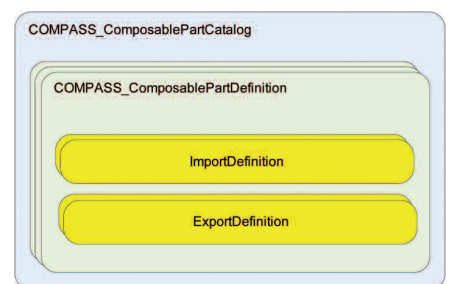 COMPASS_ComposablePartCatalog
COMPASS_ComposablePartDefinition
ImportDefinition
ExportDefinition